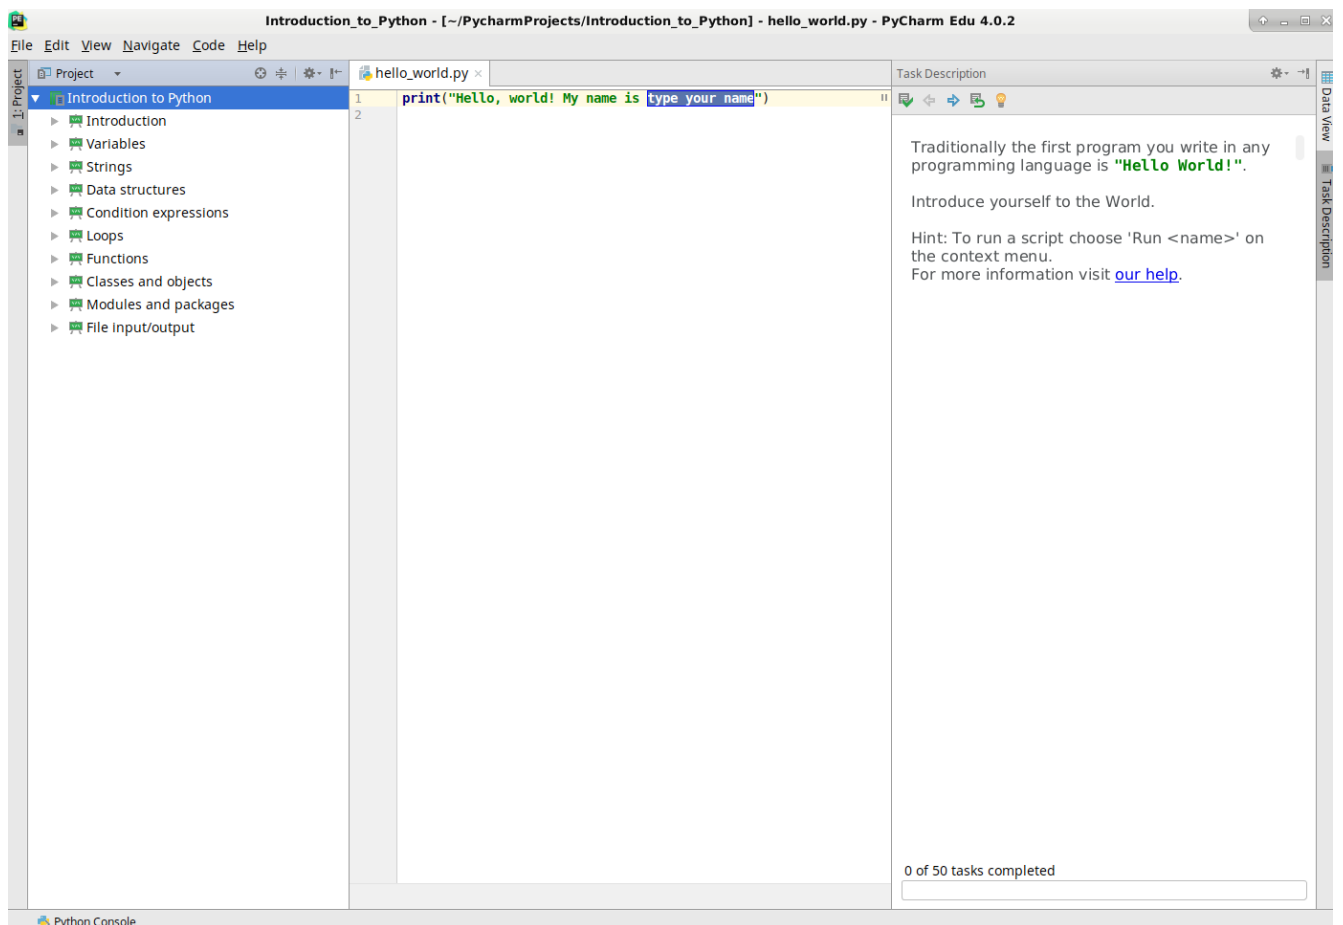 Introduction_to_Python - [~/PycharmProjects/Introduction_to_Python] - hello_world.py - PyCharm Edu 4.0.2
File Edit View Navigate Code Help
1: Project
Project
Introduction to Python
Introduction
Variables
Strings
Data structures
Condition expressions
Loops
Functions
Classes and objects
Modules and packages
File input/output
hello_world.py
1 print("Hello, world! My name is type your name")
2
Task Description
Traditionally the first program you write in any
programming language is "Hello World!".
Introduce yourself to the World.
Hint: To run a script choose 'Run <name>' on
the context menu.
For more information visit our help.
0 of 50 tasks completed
Data View
Task Description
Python Console